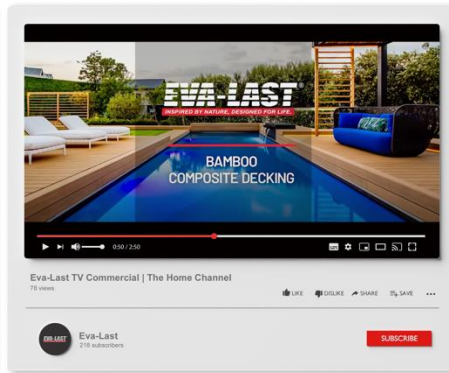 EVA-LAST®
INSPIRED BY NATURE, DESIGNED FOR LIFE.
BAMBOO
COMPOSITE DECKING
0:50 / 2:50
Eva-Last TV Commercial | The Home Channel
78 views
LIKE DISLIKE SHARE SAVE
EVA-LAST
Eva-Last
218 subscribers
SUBSCRIBE